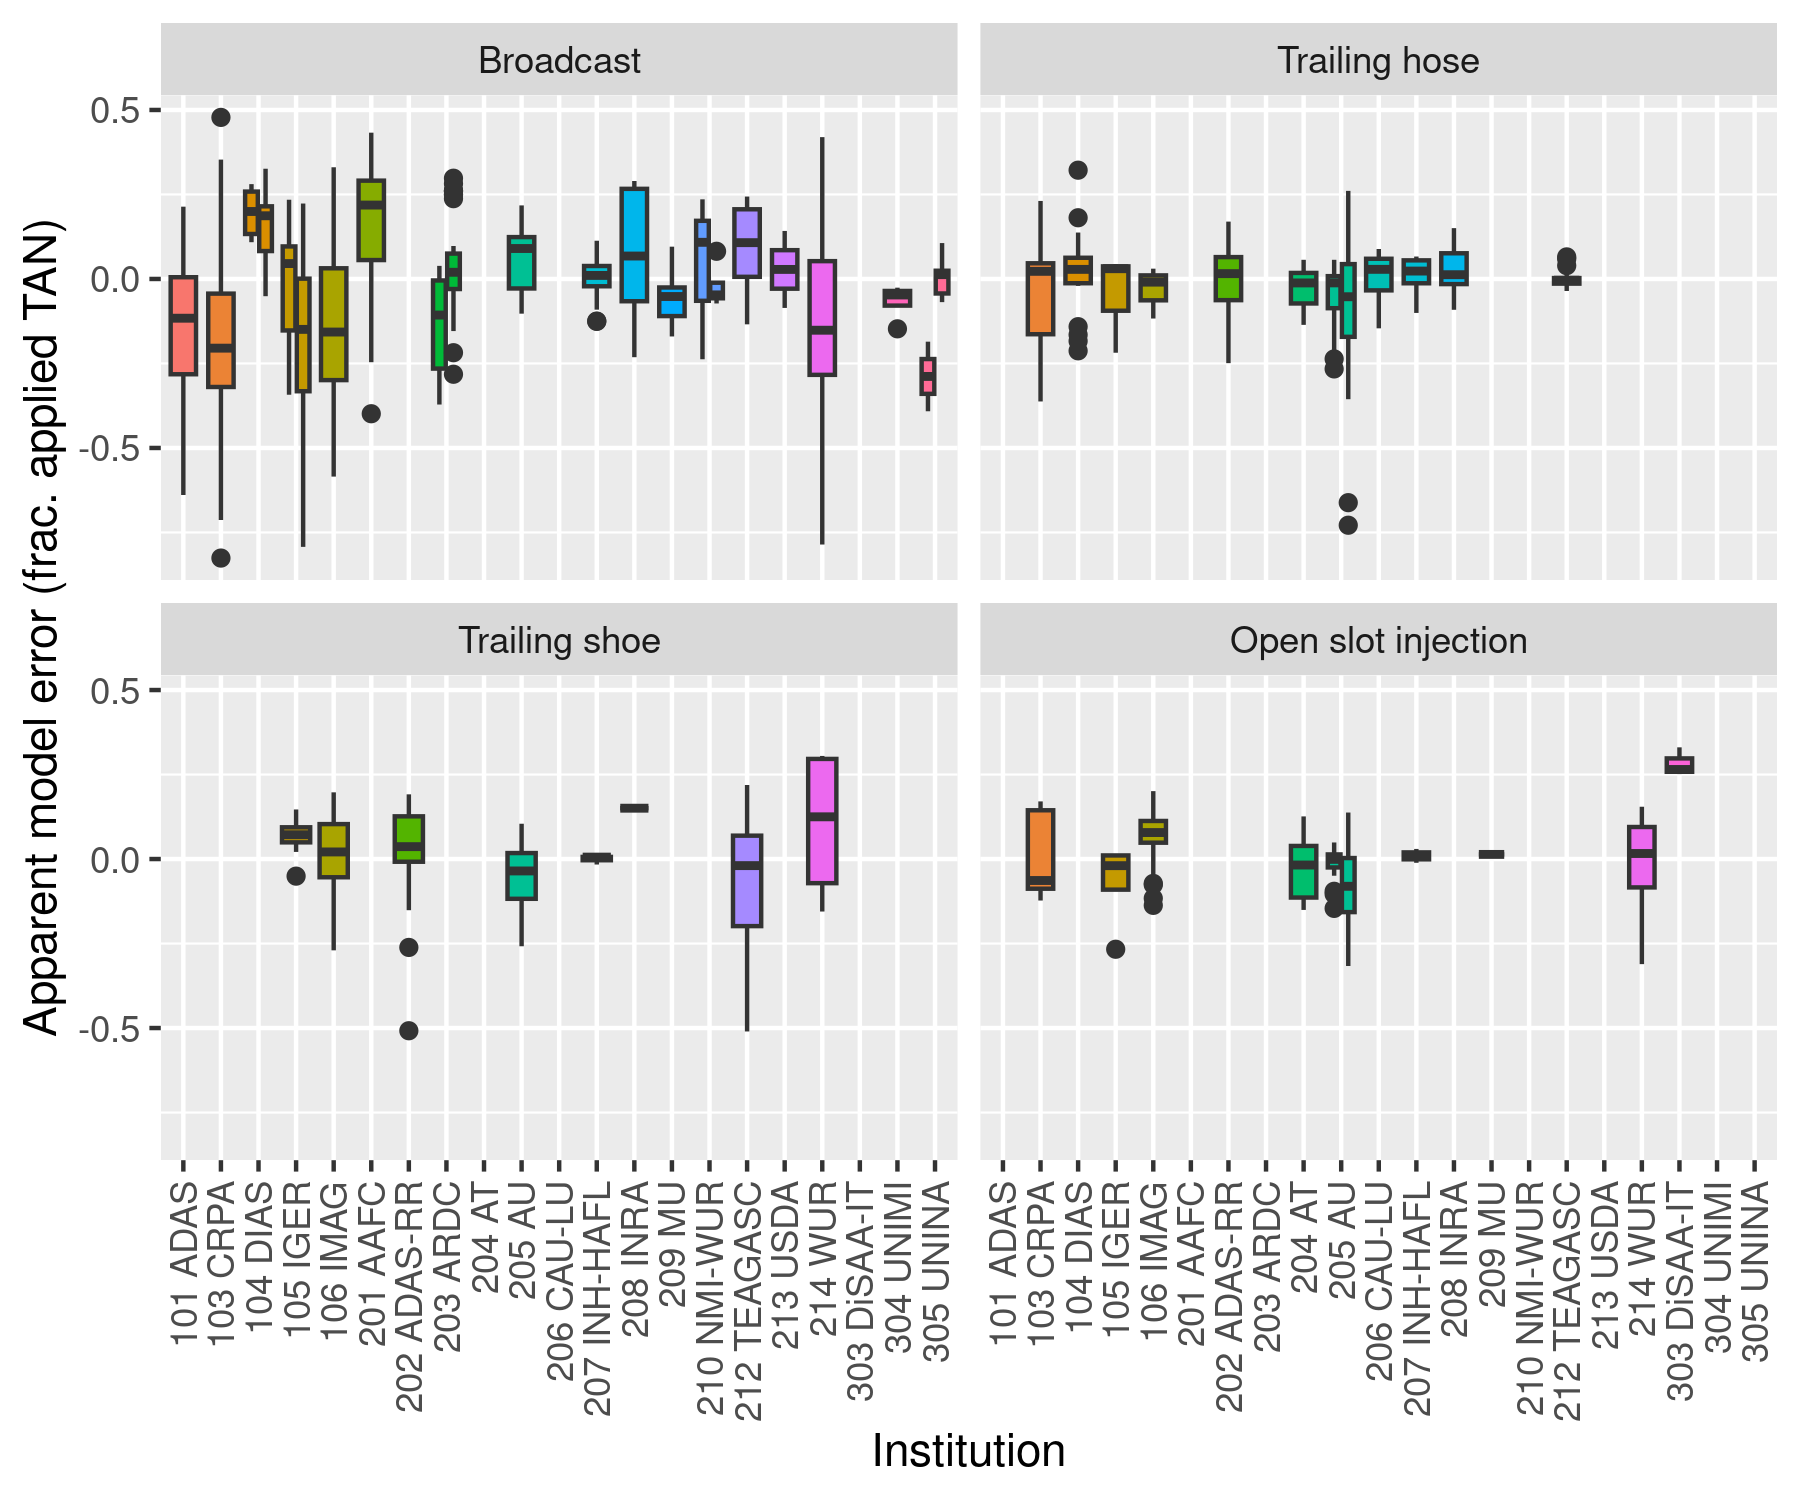 Broadcast
Trailing hose
0.5
0.0
-0.5
Trailing shoe
Open slot injection
0.5
0.0
-0.5
Apparent model error (frac. applied TAN)
101 ADAS
103 CRPA
104 DIAS
105 IGER
106 IMAG
201 AAFC
202 ADAS-RR
203 ARDC
204 AT
205 AU
206 CAU-LU
207 INH-HAFL
208 INRA
209 MU
210 NMI-WUR
212 TEAGASC
213 USDA
214 WUR
303 DiSAA-IT
304 UNIMI
305 UNINA
101 ADAS
103 CRPA
104 DIAS
105 IGER
106 IMAG
201 AAFC
202 ADAS-RR
203 ARDC
204 AT
205 AU
206 CAU-LU
207 INH-HAFL
208 INRA
209 MU
210 NMI-WUR
212 TEAGASC
213 USDA
214 WUR
303 DiSAA-IT
304 UNIMI
305 UNINA
Institution